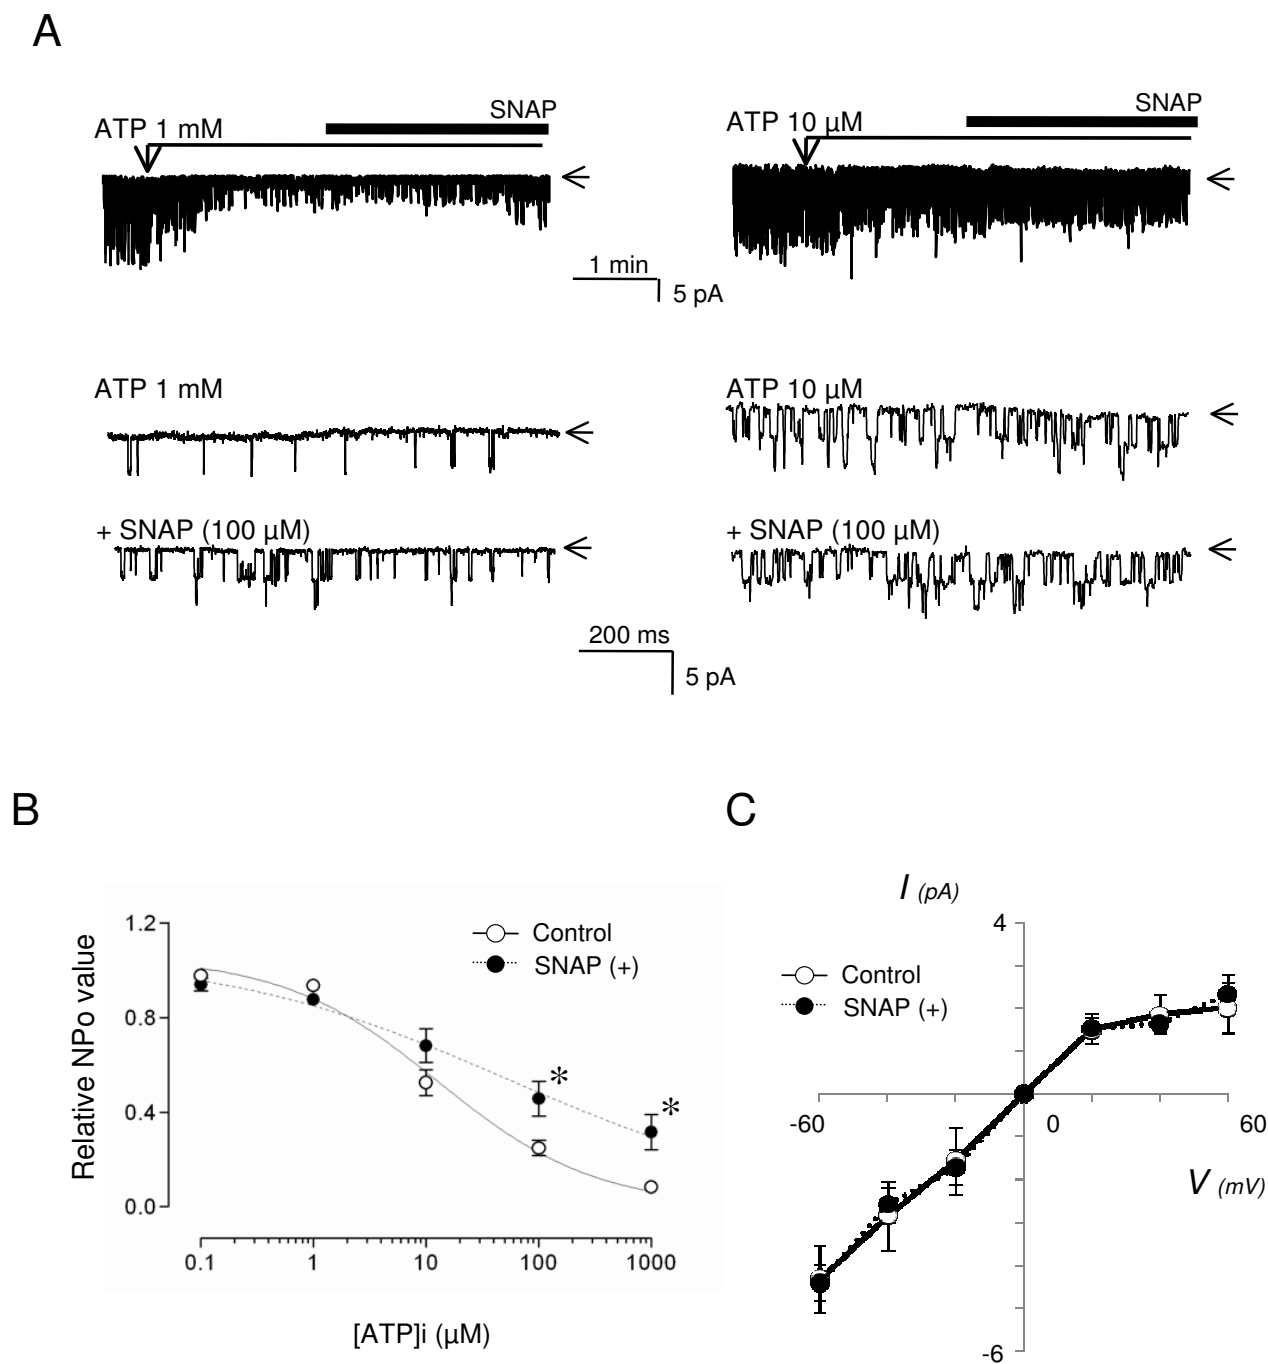 A
SNAP
ATP 1 mM
1 min
5 pA
SNAP
ATP 10 µM
ATP 1 mM
+ SNAP (100 µM)
ATP 10 µM
+ SNAP (100 µM)
200 ms
5 pA
B
Relative NPo value
1.2
0.8
0.4
0.0
Control
SNAP (+)
*
*
0.1 1 10 100 1000
[ATP]i (µM)
C
I (pA)
4
Control
SNAP (+)
-60 0 60
V (mV)
-6